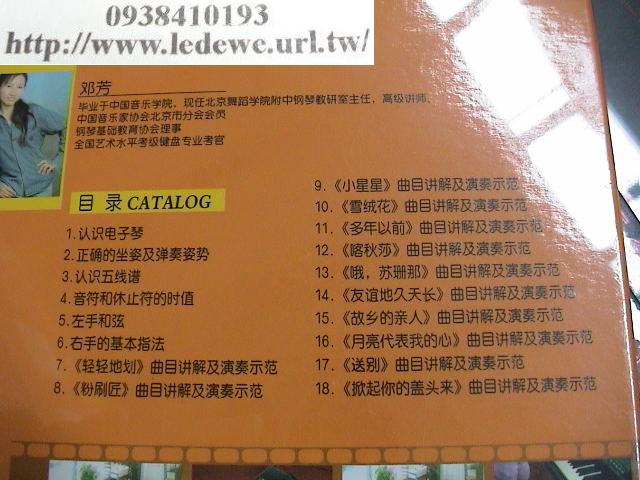 0938410193
http://www.ledewe.url.tw/
邓芳
毕业于中国音乐学院，现任北京舞蹈学院附中钢琴教研室主任，高级讲师。
中国音乐家协会北京市分会会员
钢琴基础教育协会理事
全国艺术水平考级键盘专业考官
目 录 CATALOG
1.认识电子琴
2.正确的坐姿及弹奏姿势
3.认识五线谱
4.音符和休止符的时值
5.左手和弦
6.右手的基本指法
7.《轻轻地划》曲目讲解及演奏示范
8.《粉刷匠》曲目讲解及演奏示范
9.《小星星》曲目讲解及演奏示范
10.《雪绒花》曲目讲解及演奏示范
11.《多年以前》曲目讲解及演奏示范
12.《喀秋莎》曲目讲解及演奏示范
13.《哦，苏珊那》曲目讲解及演奏示范
14.《友谊地久天长》曲目讲解及演奏示范
15.《故乡的亲人》曲目讲解及演奏示范
16.《月亮代表我的心》曲目讲解及演奏示范
17.《送别》曲目讲解及演奏示范
18.《掀起你的盖头来》曲目讲解及演奏示范